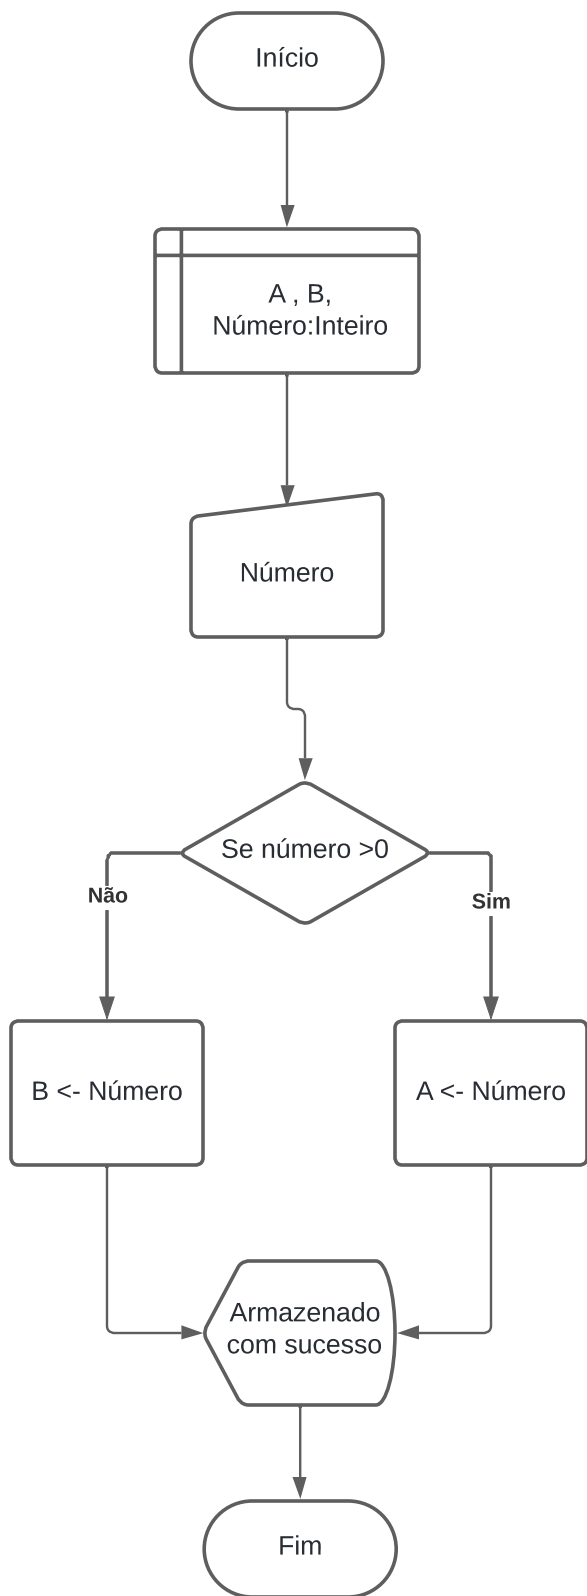 Início
A , B,
Número:Inteiro
Número
Se número >0
Não
Sim
B <- Número
A <- Número
Armazenado
com sucesso
Fim